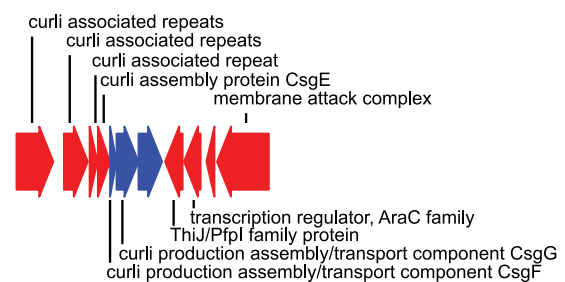 curli associated repeats
curli associated repeats
curli associated repeat
curli assembly protein CsgE
membrane attack complex
transcription regulator, AraC family
ThiJ/PfpI family protein
curli production assembly/transport component CsgG
curli production assembly/transport component CsgF